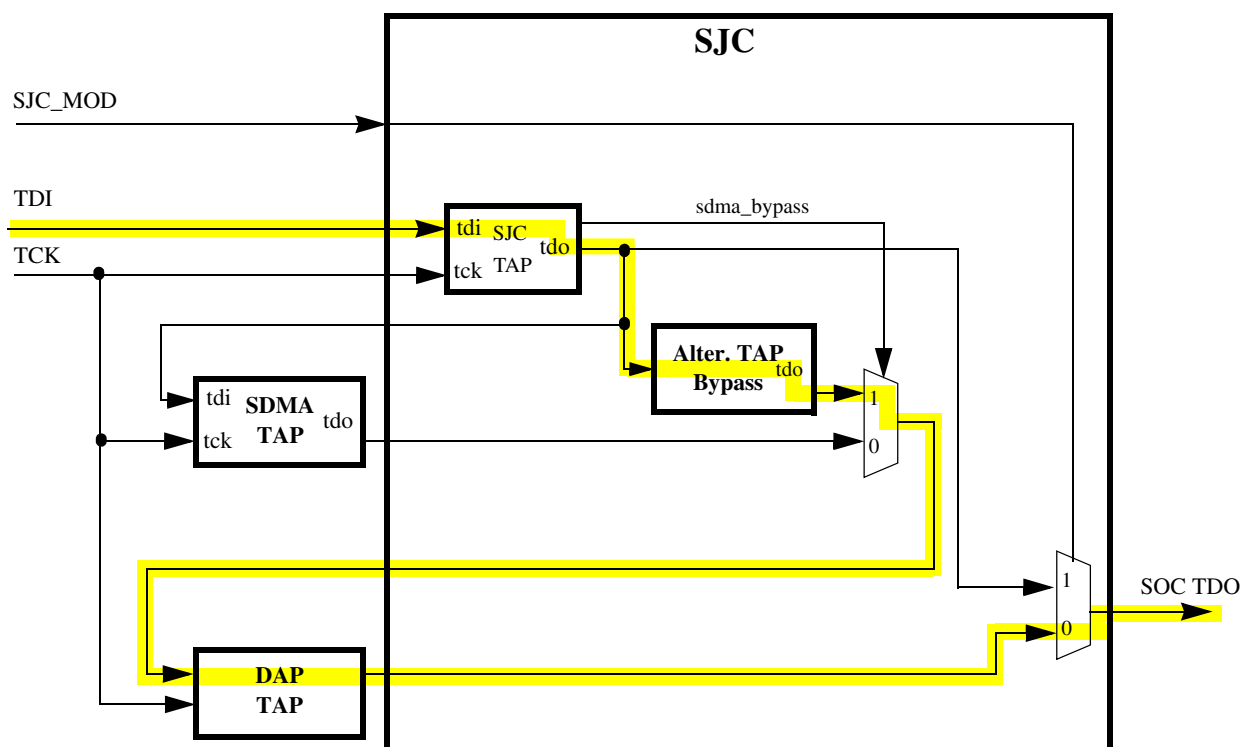 SJC
SJC_MOD
TDI
sdma_bypass
tdi
SJC
tdo
TCK
tck
TAP
Alter. TAP
tdo
Bypass
1
tdi
SDMA
tdo
tck
TAP
0
1
SOC TDO
0
DAP
TAP